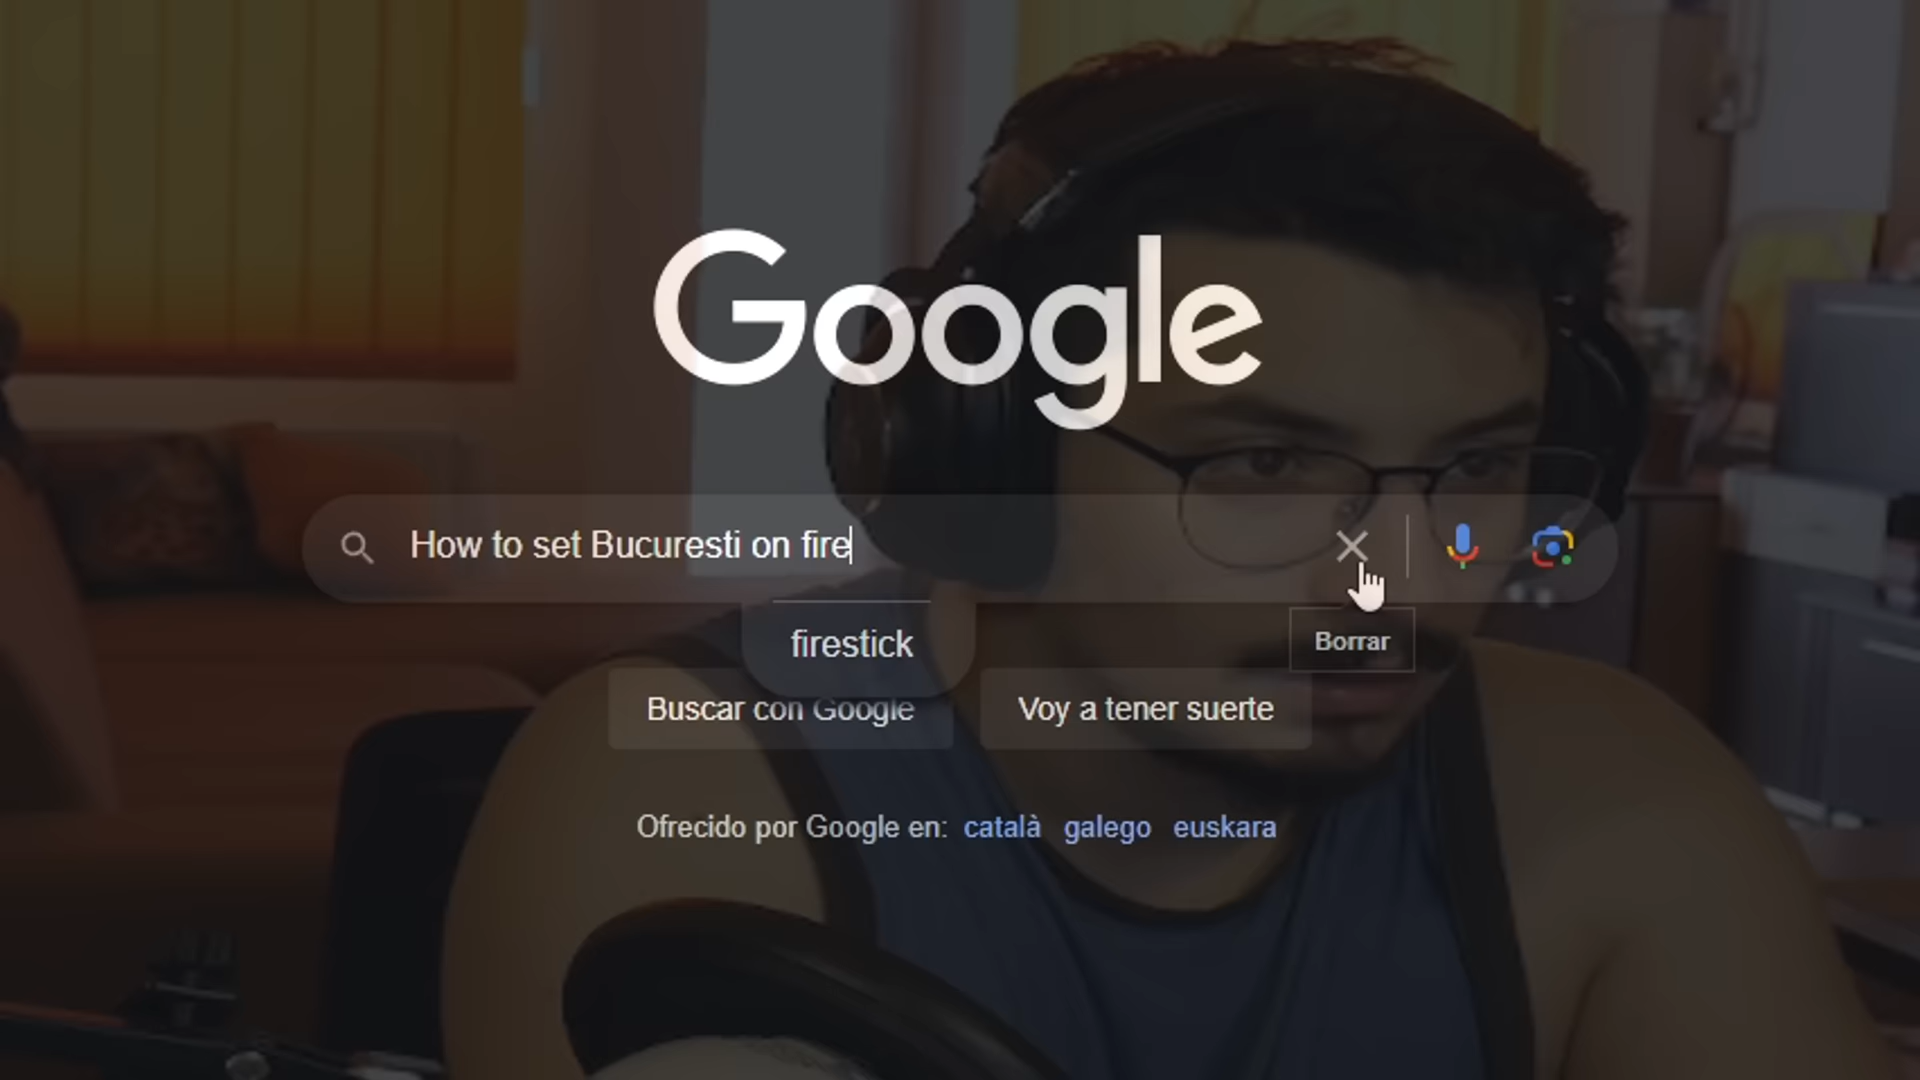 Google
How to set Bucuresti on fire
firestick
Borrar
Buscar con Google
Voy a tener suerte
Ofrecido por Google en: català galego euskara